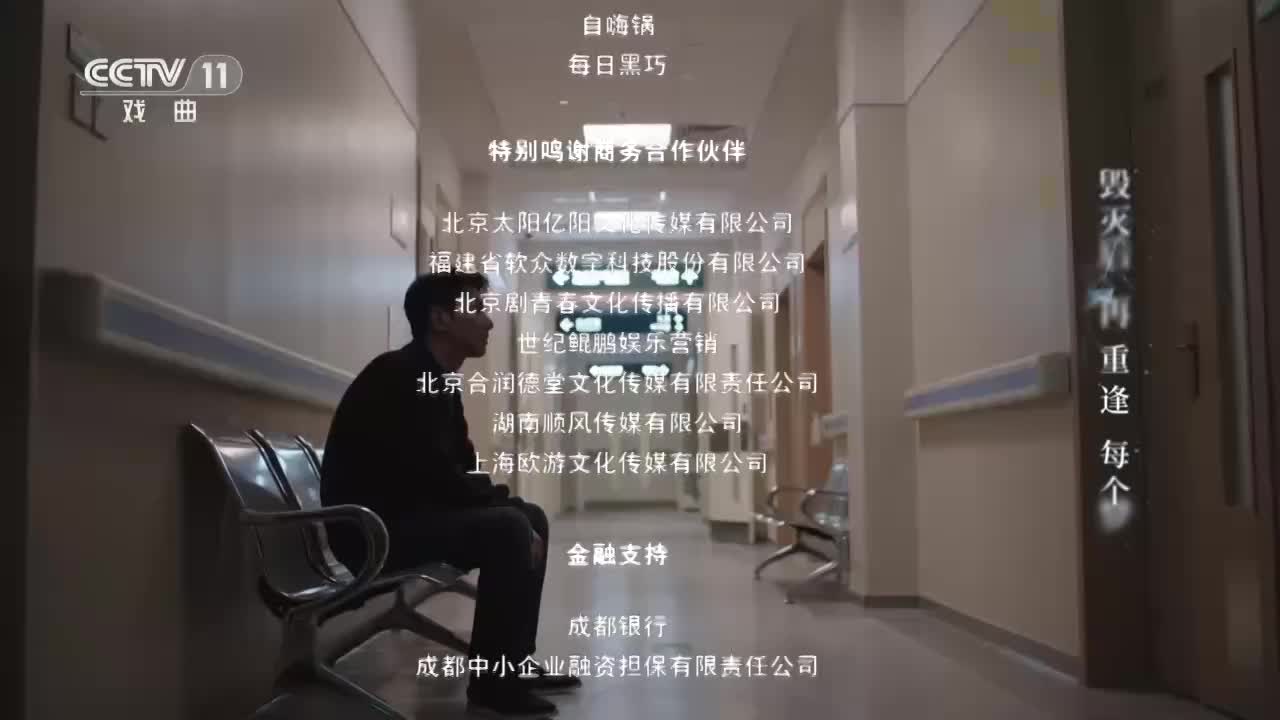 自嗨锅
每日黑巧
CCTV 11
戏曲
特别鸣谢商务合作伙伴
北京太阳亿阳文化传媒有限公司
福建省软众数字科技股份有限公司
北京剧青春文化传播有限公司
世纪鲲鹏娱乐营销
北京合润德堂文化传媒有限责任公司
湖南顺风传媒有限公司
上海欧游文化传媒有限公司
金融支持
成都银行
成都中小企业融资担保有限责任公司
毁灭后再重逢 每个